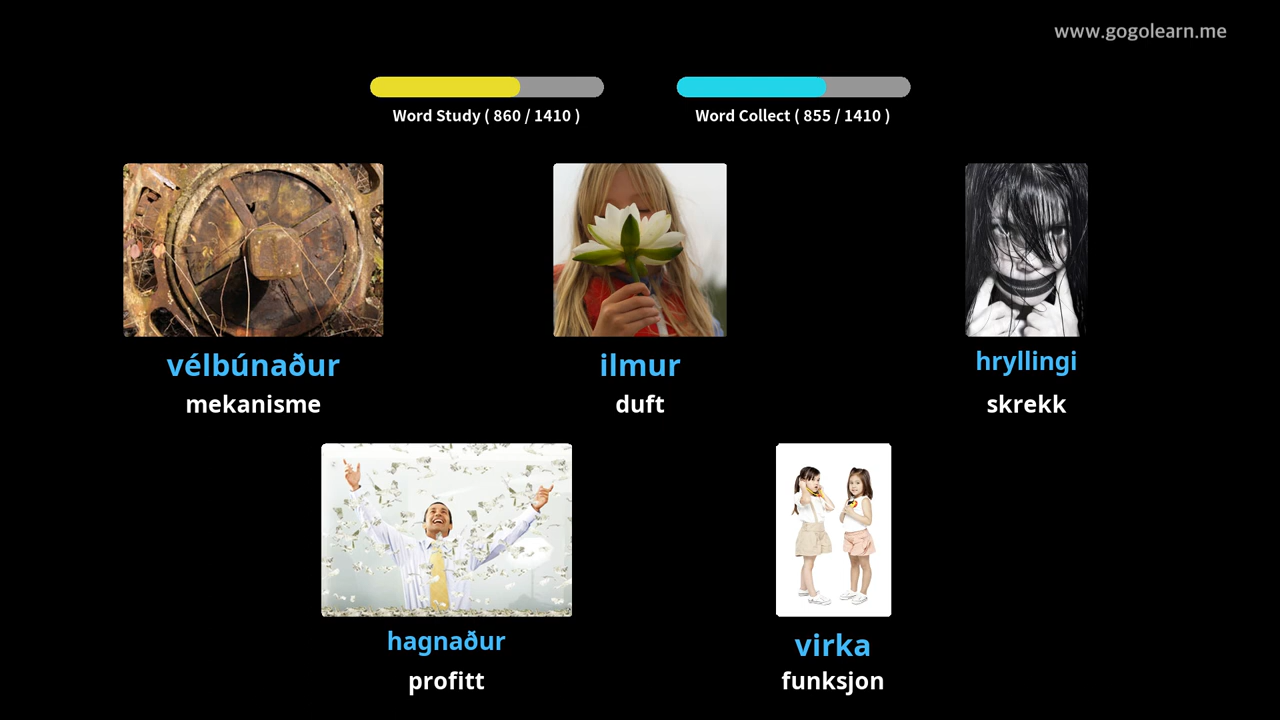 www.gogolearn.me
Word Study ( 860 / 1410 )
Word Collect ( 855 / 1410 )
vélbúnaður
mekanisme
ilmur
duft
hryllingi
skrekk
hagnaður
profitt
virka
funksjon